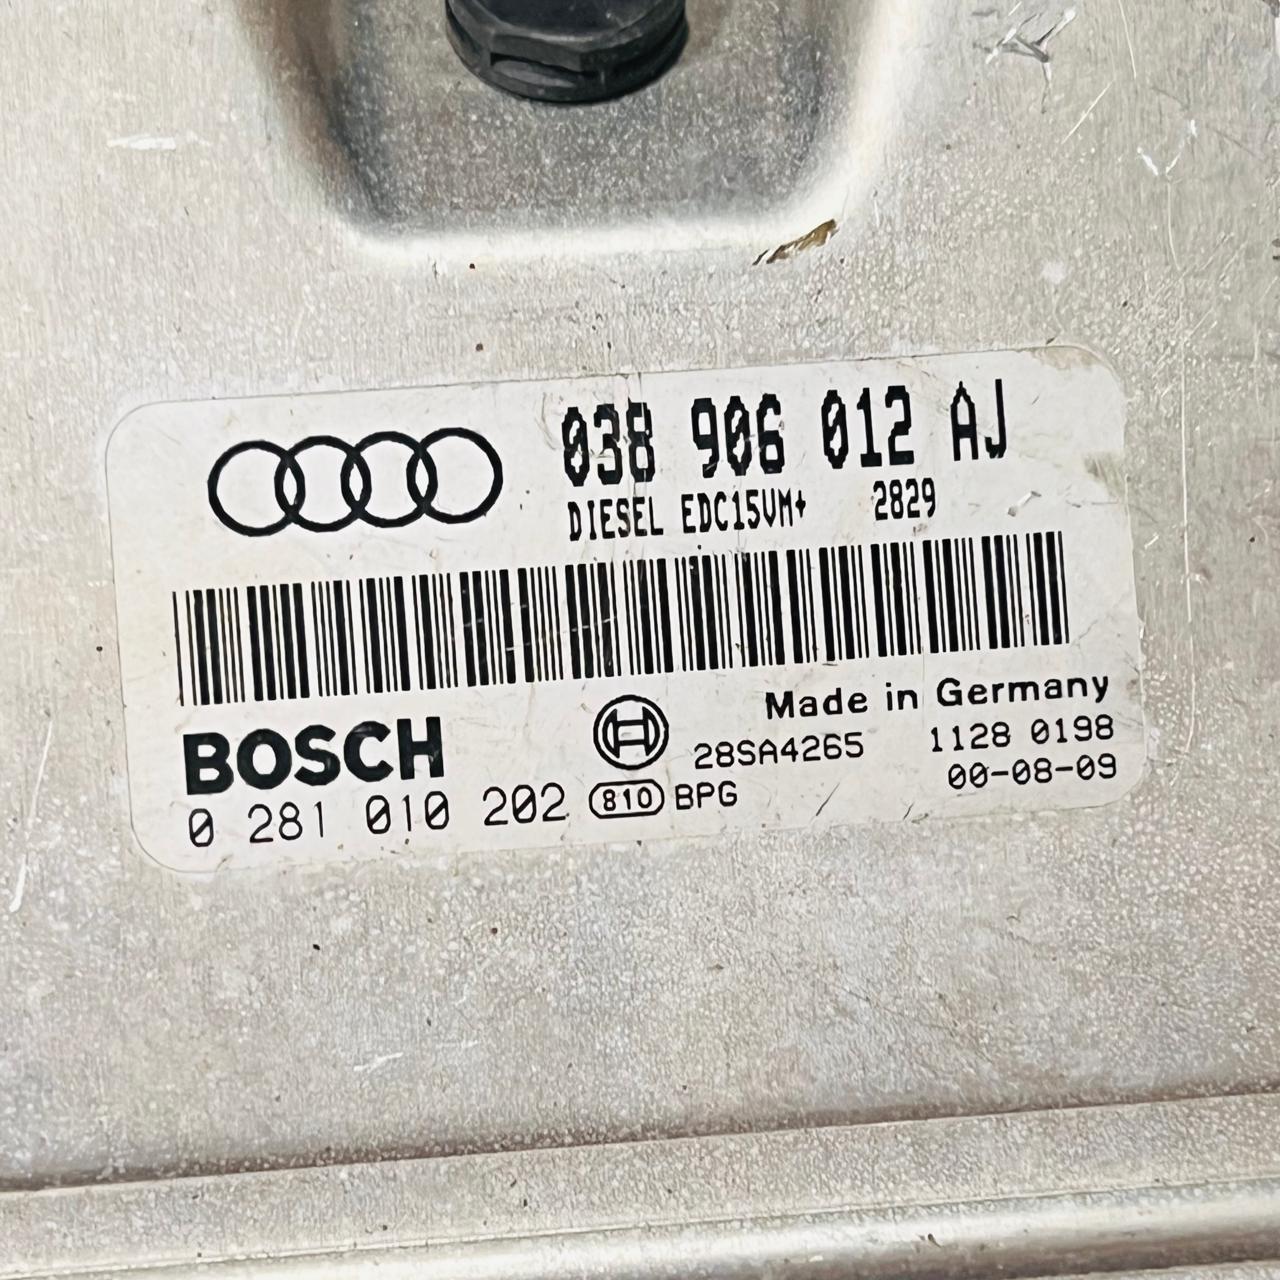 038 906 012 AJ
DIESEL EDC15VM+ 2829
Made in Germany
BOSCH
28SA4265 1128 0198
00-08-09
0 281 010 202 810 BPG